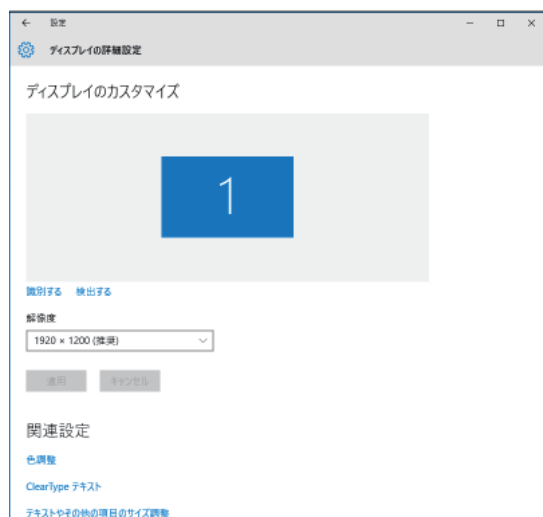 設定
ディスプレイの詳細設定
ディスプレイのカスタマイズ
1
識別する 検出する
解像度
1920 × 1200 (推奨)
適用 キャンセル
関連設定
色調整
ClearType テキスト
テキストやその他の項目のサイズ調整